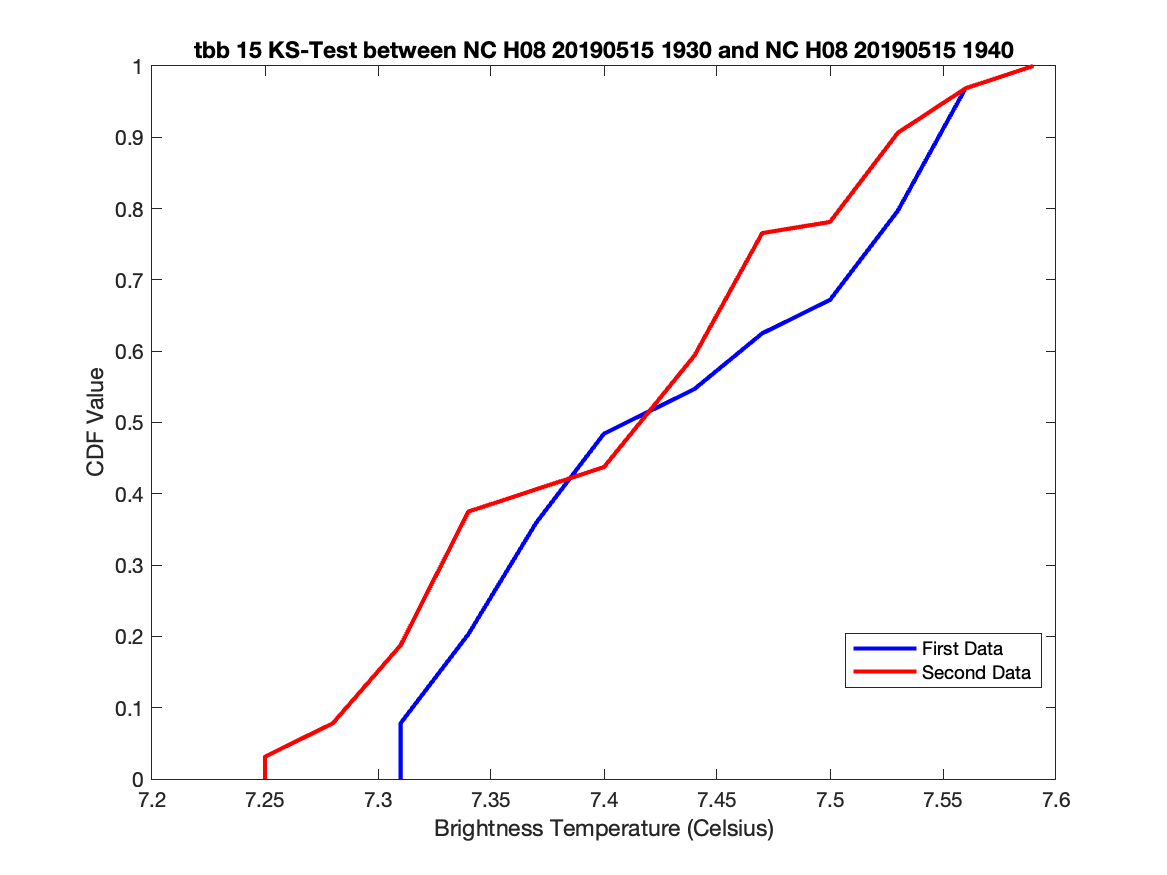 tbb 15 KS-Test between NC H08 20190515 1930 and NC H08 20190515 1940
1
0.9
0.8
0.7
0.6
0.5
0.4
0.3
0.2
0.1
0
CDF Value
First Data
Second Data
7.2 7.25 7.3 7.35 7.4 7.45 7.5 7.55 7.6
Brightness Temperature (Celsius)